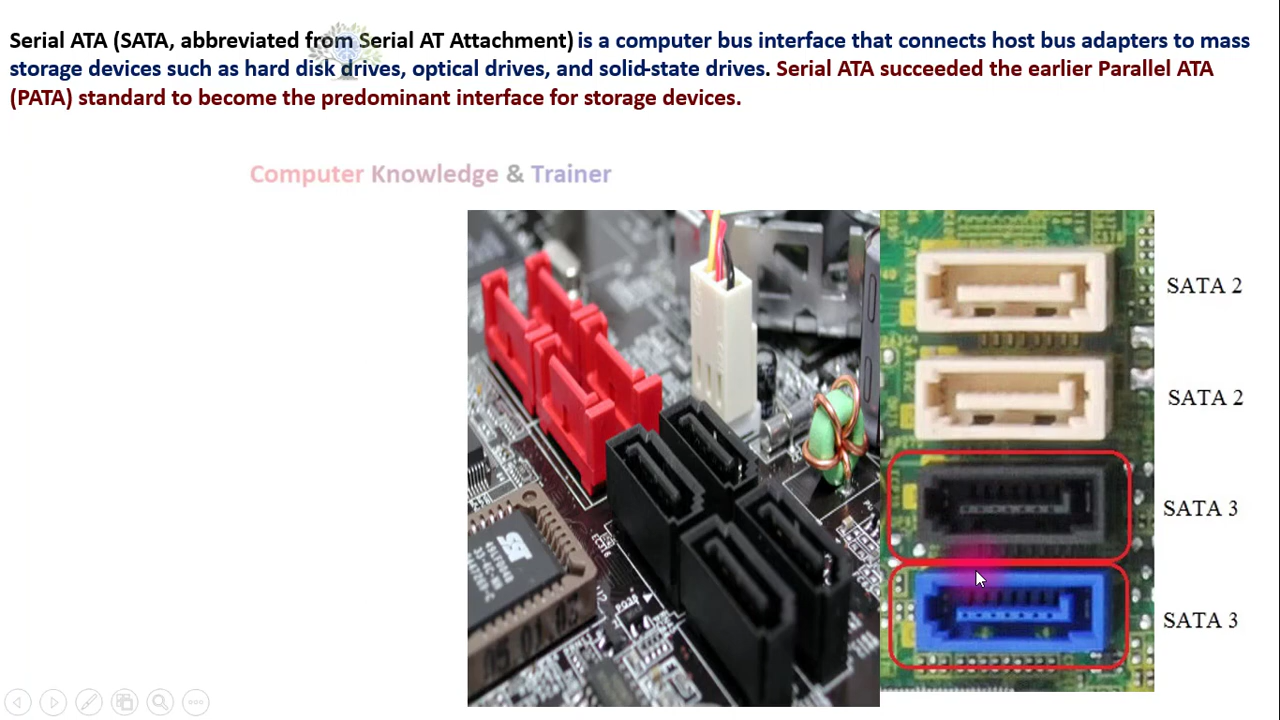 Serial ATA (SATA, abbreviated from Serial AT Attachment) is a computer bus interface that connects host bus adapters to mass
storage devices such as hard disk drives, optical drives, and solid-state drives. Serial ATA succeeded the earlier Parallel ATA
(PATA) standard to become the predominant interface for storage devices.
Computer Knowledge & Trainer
SATA 2
SATA 2
SATA 3
SATA 3